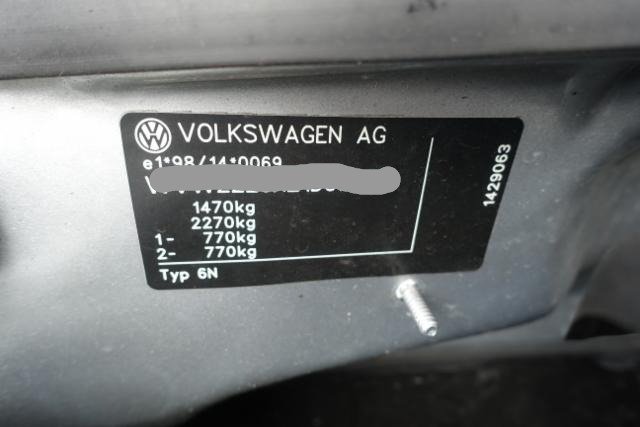 VOLKSWAGEN AG
e1*98/14*0069
1470kg
2270kg
1- 770kg
2- 770kg
Typ 6N
1429063